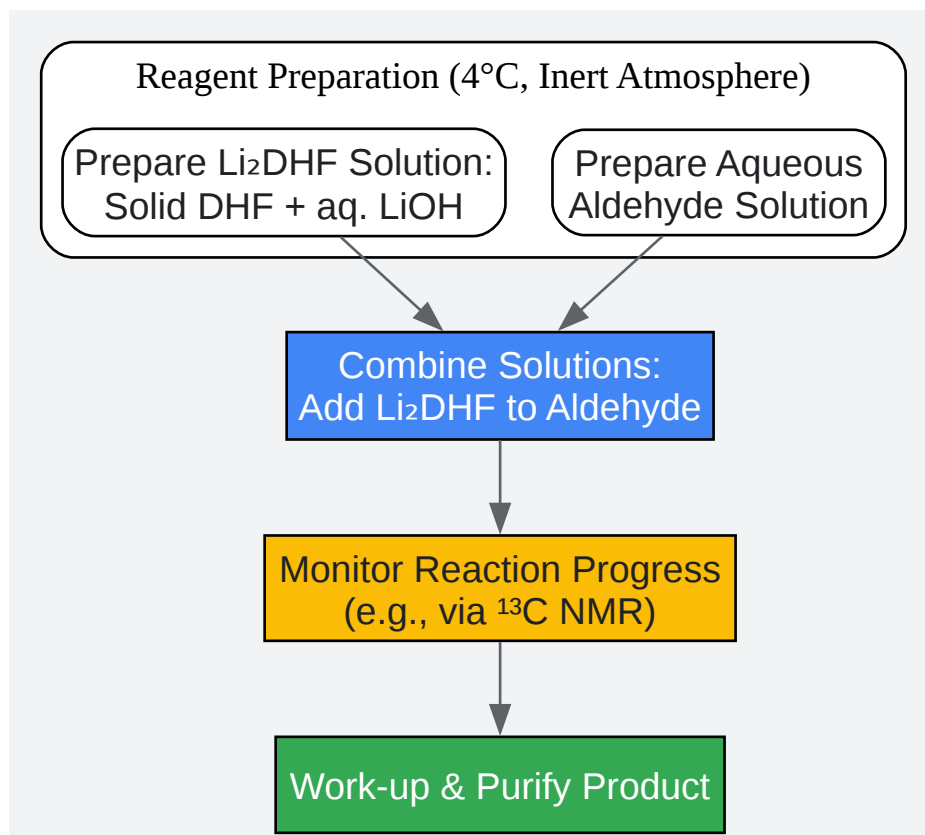 Reagent Preparation (4°C, Inert Atmosphere)
Prepare Li₂DHF Solution:
Solid DHF + aq. LiOH
Prepare Aqueous
Aldehyde Solution
Combine Solutions:
Add Li₂DHF to Aldehyde
Monitor Reaction Progress
(e.g., via ¹³C NMR)
Work-up & Purify Product